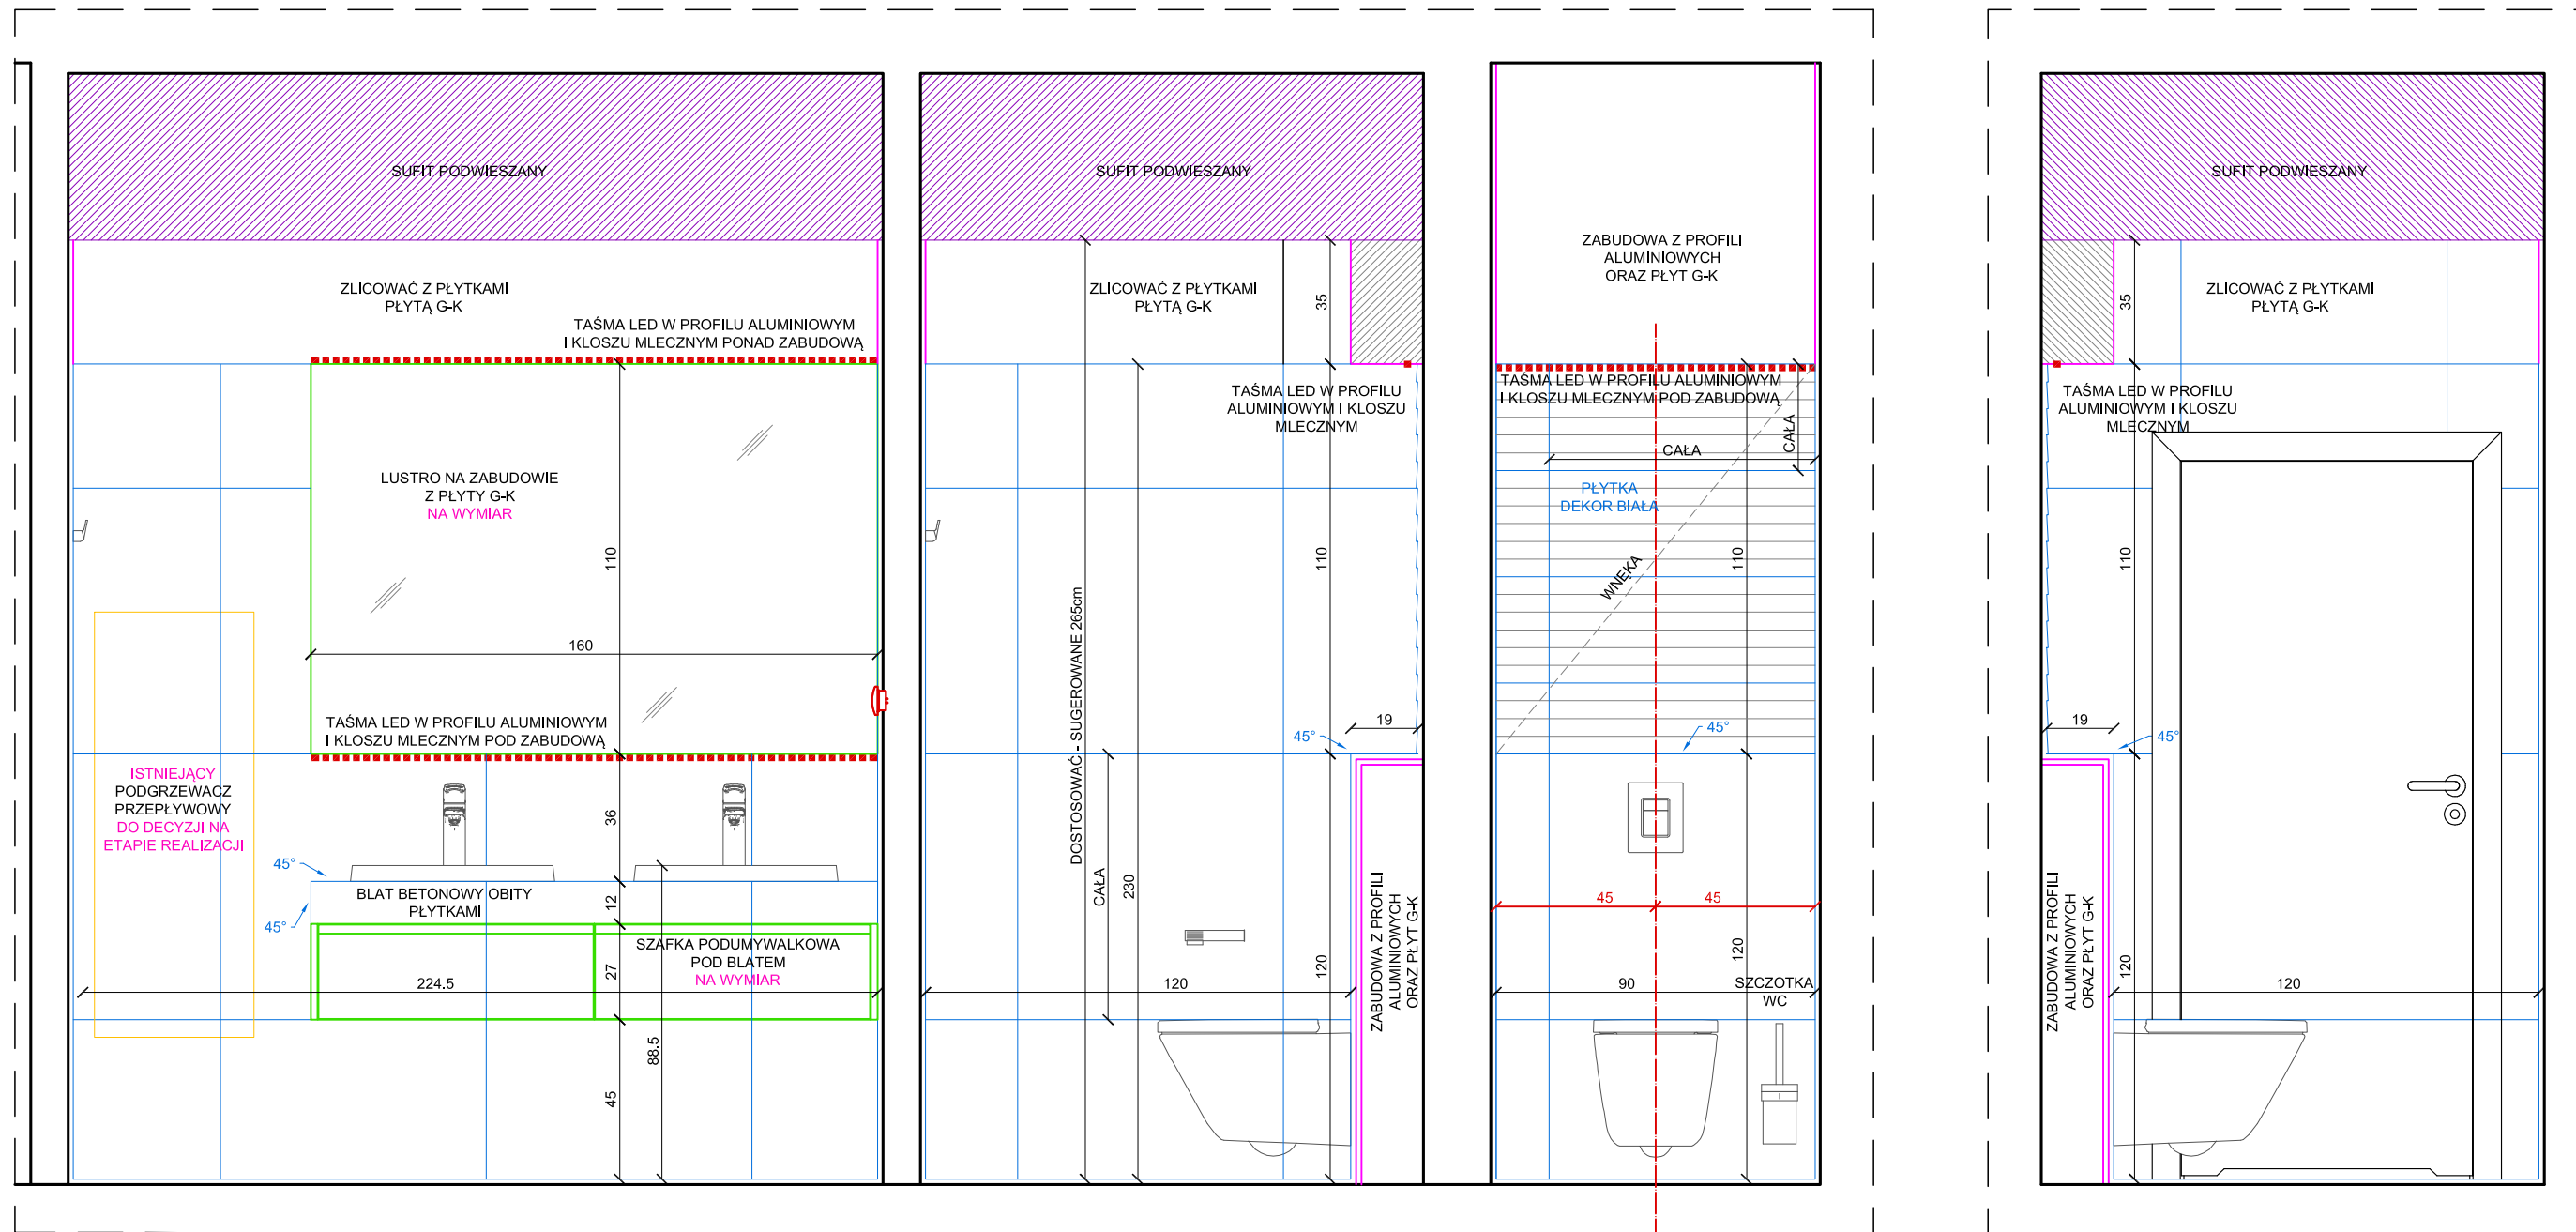 SUFIT PODWIESZANY
ZLICOWAĆ Z PŁYTKAMI
PŁYTĄ G-K
TAŚMA LED W PROFILU ALUMINIOWYM
I KLOSZU MLECZNYM PONAD ZABUDOWĄ
LUSTRO NA ZABUDOWIE
Z PŁYTY G-K
NA WYMIAR
110
160
TAŚMA LED W PROFILU ALUMINIOWYM
I KLOSZU MLECZNYM POD ZABUDOWĄ
ISTNIEJĄCY
PODGRZEWACZ
PRZEPŁYWOWY
DO DECYZJI NA
ETAPIE REALIZACJI
36
45°
BLAT BETONOWY OBITY
PŁYTKAMI
12
45°
SZAFKA PODUMYWALKOWA
POD BLATEM
NA WYMIAR
27
224.5
88.5
45
SUFIT PODWIESZANY
ZLICOWAĆ Z PŁYTKAMI
PŁYTĄ G-K
35
TAŚMA LED W PROFILU
ALUMINIOWYM I KLOSZU
MLECZNYM
110
DOSTOSOWAĆ - SUGEROWANE 265cm
19
45°
CAŁA
230
120
120
ZABUDOWA Z PROFILI
ALUMINIOWYCH
ORAZ PŁYT G-K
ZABUDOWA Z PROFILI
ALUMINIOWYCH
ORAZ PŁYT G-K
TAŚMA LED W PROFILU ALUMINIOWYM
I KLOSZU MLECZNYM POD ZABUDOWĄ
CAŁA
CAŁA
PŁYTKA
DEKOR BIAŁA
WNĘKA
110
45°
45
45
120
90
SZCZOTKA
WC
SUFIT PODWIESZANY
35
ZLICOWAĆ Z PŁYTKAMI
PŁYTĄ G-K
TAŚMA LED W PROFILU
ALUMINIOWYM I KLOSZU
MLECZNYM
110
19
45°
ZABUDOWA Z PROFILI
ALUMINIOWYCH
ORAZ PŁYT G-K
120
120